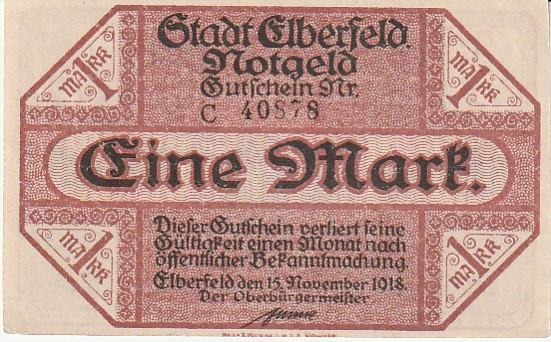 Stadt Elberfeld.
Notgeld
Gutschein Nr.
C 40878
1 MARK
1 MARK
Eine Mark.
Dieser Gutschein verliert seine
Gültigkeit einen Monat nach
öffentlicher Bekanntmachung.
Elberfeld den 15. November 1918.
Der Oberbürgermeister
1 MARK
1 MARK